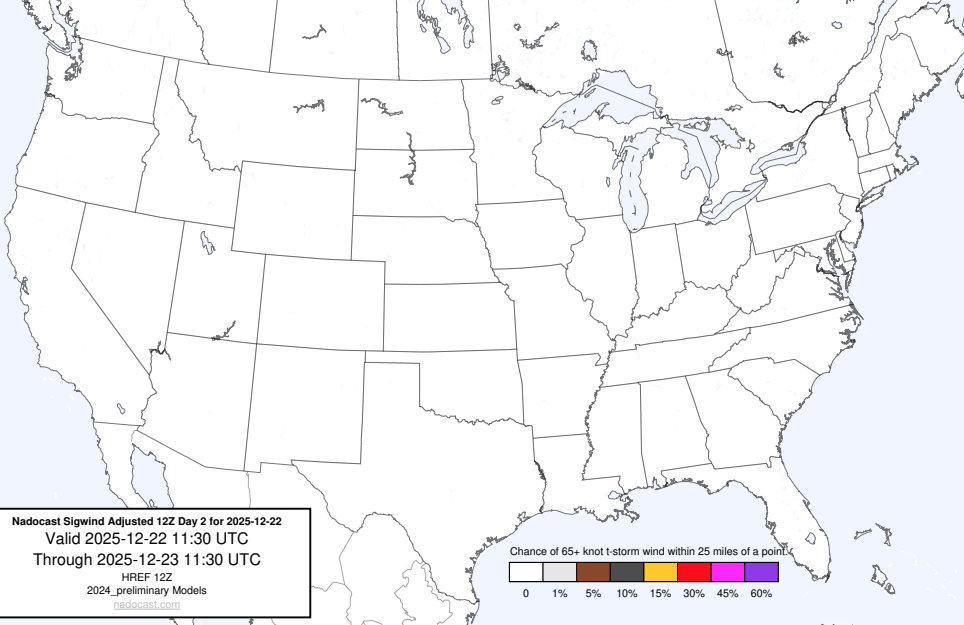 Nadocast Sigwind Adjusted 12Z Day 2 for 2025-12-22
Valid 2025-12-22 11:30 UTC
Through 2025-12-23 11:30 UTC
HREF 12Z
2024_preliminary Models
nadocast.com
Chance of 65+ knot t-storm wind within 25 miles of a point.
0 1% 5% 10% 15% 30% 45% 60%